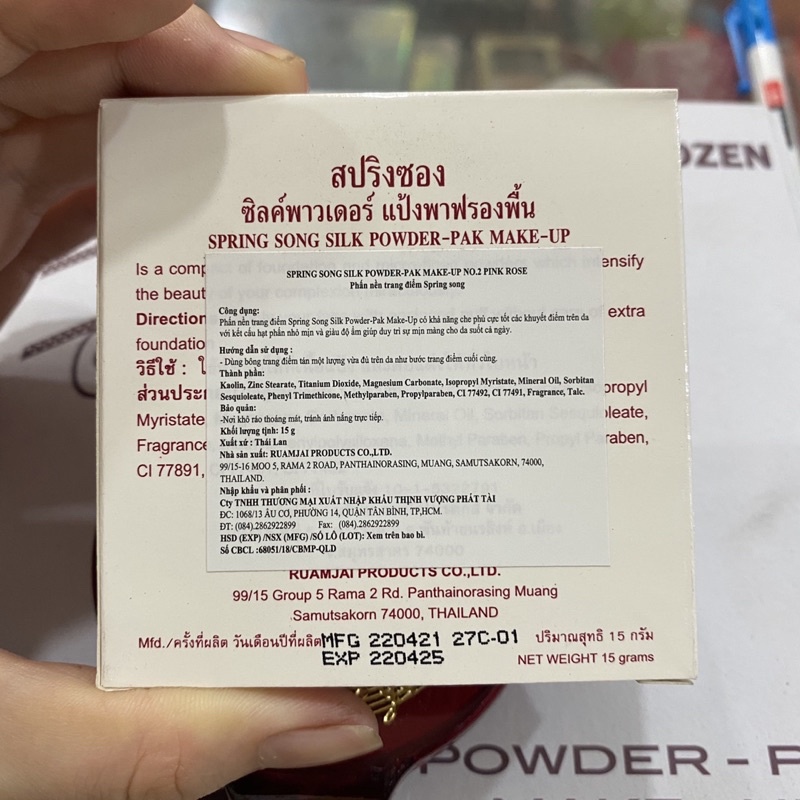 OZEN
สปริงซอง
ซิลค์พาวเดอร์ แป้งพาฟรองพื้น
SPRING SONG SILK POWDER-PAK MAKE-UP
Is a comp ensify
the beaut
Direction extra
foundation
วิธีใช้ :
ส่วนประก opropyl
Myristate oleate,
Fragrance raben,
CI 77891,
SPRING SONG SILK POWDER-PAK MAKE-UP NO.2 PINK ROSE
Phấn nền trang điểm Spring song
Công dụng:
Phấn nền trang điểm Spring Song Silk Powder-Pak Make-Up có khả năng che phủ cực tốt các khuyết điểm trên da
với kết cấu hạt phấn nhỏ mịn và giàu độ ẩm giúp duy trì sự mịn màng cho da suốt cả ngày.
Hướng dẫn sử dụng :
- Dùng bông trang điểm tán một lượng vừa đủ trên da như bước trang điểm cuối cùng.
Thành phần:
Kaolin, Zinc Stearate, Titanium Dioxide, Magnesium Carbonate, Isopropyl Myristate, Mineral Oil, Sorbitan
Sesquioleate, Phenyl Trimethicone, Methylparaben, Propylparaben, CI 77492, CI 77491, Fragrance, Talc.
Bảo quản:
-Nơi khô ráo thoáng mát, tránh ánh nắng trực tiếp.
Khối lượng tịnh: 15 g
Xuất xứ : Thái Lan
Nhà sản xuất: RUAMJAI PRODUCTS CO.,LTD.
99/15-16 MOO 5, RAMA 2 ROAD, PANTHAINORASING, MUANG, SAMUTSAKORN, 74000,
THAILAND.
Nhập khẩu và phân phối :
Cty TNHH THƯƠNG MẠI XUẤT NHẬP KHẨU THỊNH VƯỢNG PHÁT TÀI
ĐC: 1068/13 ÂU CƠ, PHƯỜNG 14, QUẬN TÂN BÌNH, TP,HCM.
ĐT: (084).2862922899 Fax: (084).2862922899
HSD (EXP) /NSX (MFG) /SỐ LÔ (LOT): Xem trên bao bì.
Số CBCL :68051/18/CBMP-QLD
RUAMJAI PRODUCTS CO.,LTD.
99/15 Group 5 Rama 2 Rd. Panthainorasing Muang
Samutsakorn 74000, THAILAND
Mfd./ครั้งที่ผลิต วันเดือนปีที่ผลิต MFG 220421 27C-01 ปริมาณสุทธิ 15 กรัม
EXP 220425 NET WEIGHT 15 grams
POWDER - P